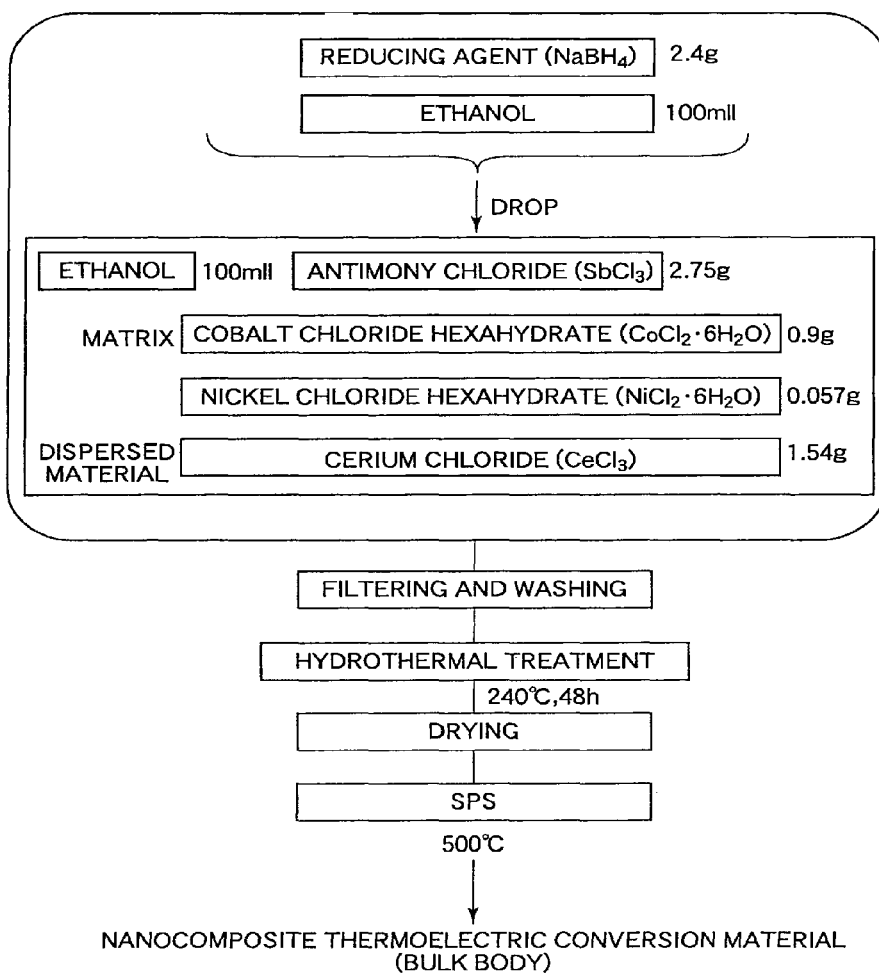 REDUCING AGENT (NaBH4) 2.4g
ETHANOL 100mll
DROP
ETHANOL 100mll ANTIMONY CHLORIDE (SbCl3) 2.75g
MATRIX COBALT CHLORIDE HEXAHYDRATE (CoCl2·6H2O) 0.9g
NICKEL CHLORIDE HEXAHYDRATE (NiCl2·6H2O) 0.057g
DISPERSED MATERIAL CERIUM CHLORIDE (CeCl3) 1.54g
FILTERING AND WASHING
HYDROTHERMAL TREATMENT
240℃,48h
DRYING
SPS
500℃
NANOCOMPOSITE THERMOELECTRIC CONVERSION MATERIAL
(BULK BODY)